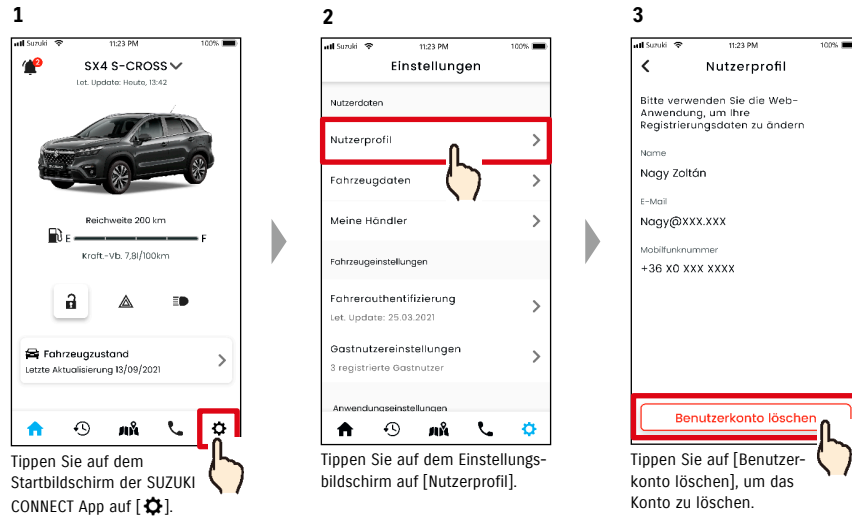 1
Suzuki 11:23 PM 100%
2
SX4 S-CROSS
Let. Update: Heute, 13:42
Reichweite 200 km
E F
Kraft.-Vb. 7,8l/100km
Fahrzeugzustand
Letzte Aktualisierung 13/09/2021
Tippen Sie auf dem
Startbildschirm der SUZUKI
CONNECT App auf [⚙].
2
Suzuki 11:23 PM 100%
Einstellungen
Nutzerdaten
Nutzerprofil
Fahrzeugdaten
Meine Händler
Fahrzeugeinstellungen
Fahrerauthentifizierung
Let. Update: 25.03.2021
Gastnutzereinstellungen
3 registrierte Gastnutzer
Anwendungseinstellungen
Tippen Sie auf dem Einstellungs-
bildschirm auf [Nutzerprofil].
3
Suzuki 11:23 PM 100%
Nutzerprofil
Bitte verwenden Sie die Web-
Anwendung, um Ihre
Registrierungsdaten zu ändern
Name
Nagy Zoltán
E-Mail
Nagy@XXX.XXX
Mobilfunknummer
+36 X0 XXX XXXX
Benutzerkonto löschen
Tippen Sie auf [Benutzer-
konto löschen], um das
Konto zu löschen.